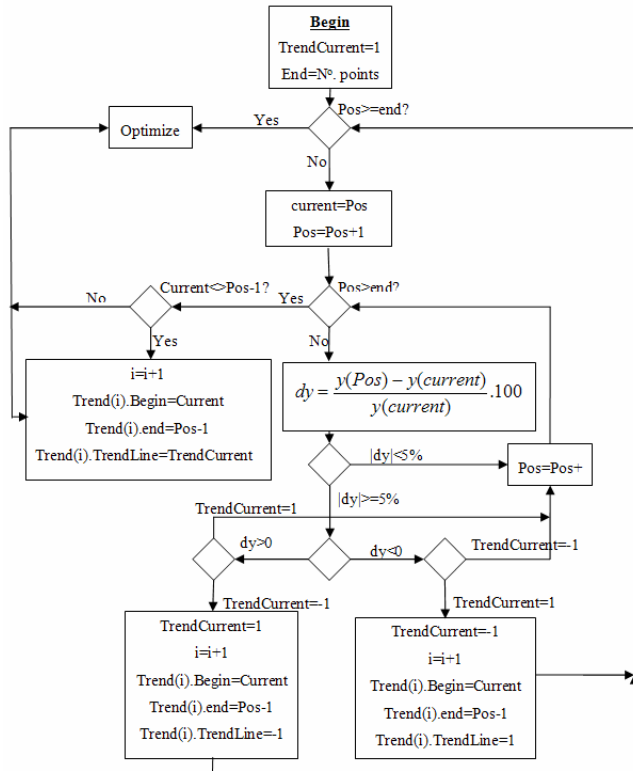 Begin
TrendCurrent=1
End=Nº. points
Pos>=end?
Yes
Optimize
No
current=Pos
Pos=Pos+1
Current<>Pos-1?
Pos>end?
No
Yes
Yes
No
i=i+1
Trend(i).Begin=Current
Trend(i).end=Pos-1
Trend(i).TrendLine=TrendCurrent
dy = y(Pos) − y(current) / y(current) .100
|dy|<5%
Pos=Pos+
|dy|>=5%
TrendCurrent=1
dy>0
dy<0
TrendCurrent=-1
TrendCurrent=-1
TrendCurrent=1
TrendCurrent=1
i=i+1
Trend(i).Begin=Current
Trend(i).end=Pos-1
Trend(i).TrendLine=-1
TrendCurrent=-1
i=i+1
Trend(i).Begin=Current
Trend(i).end=Pos-1
Trend(i).TrendLine=1